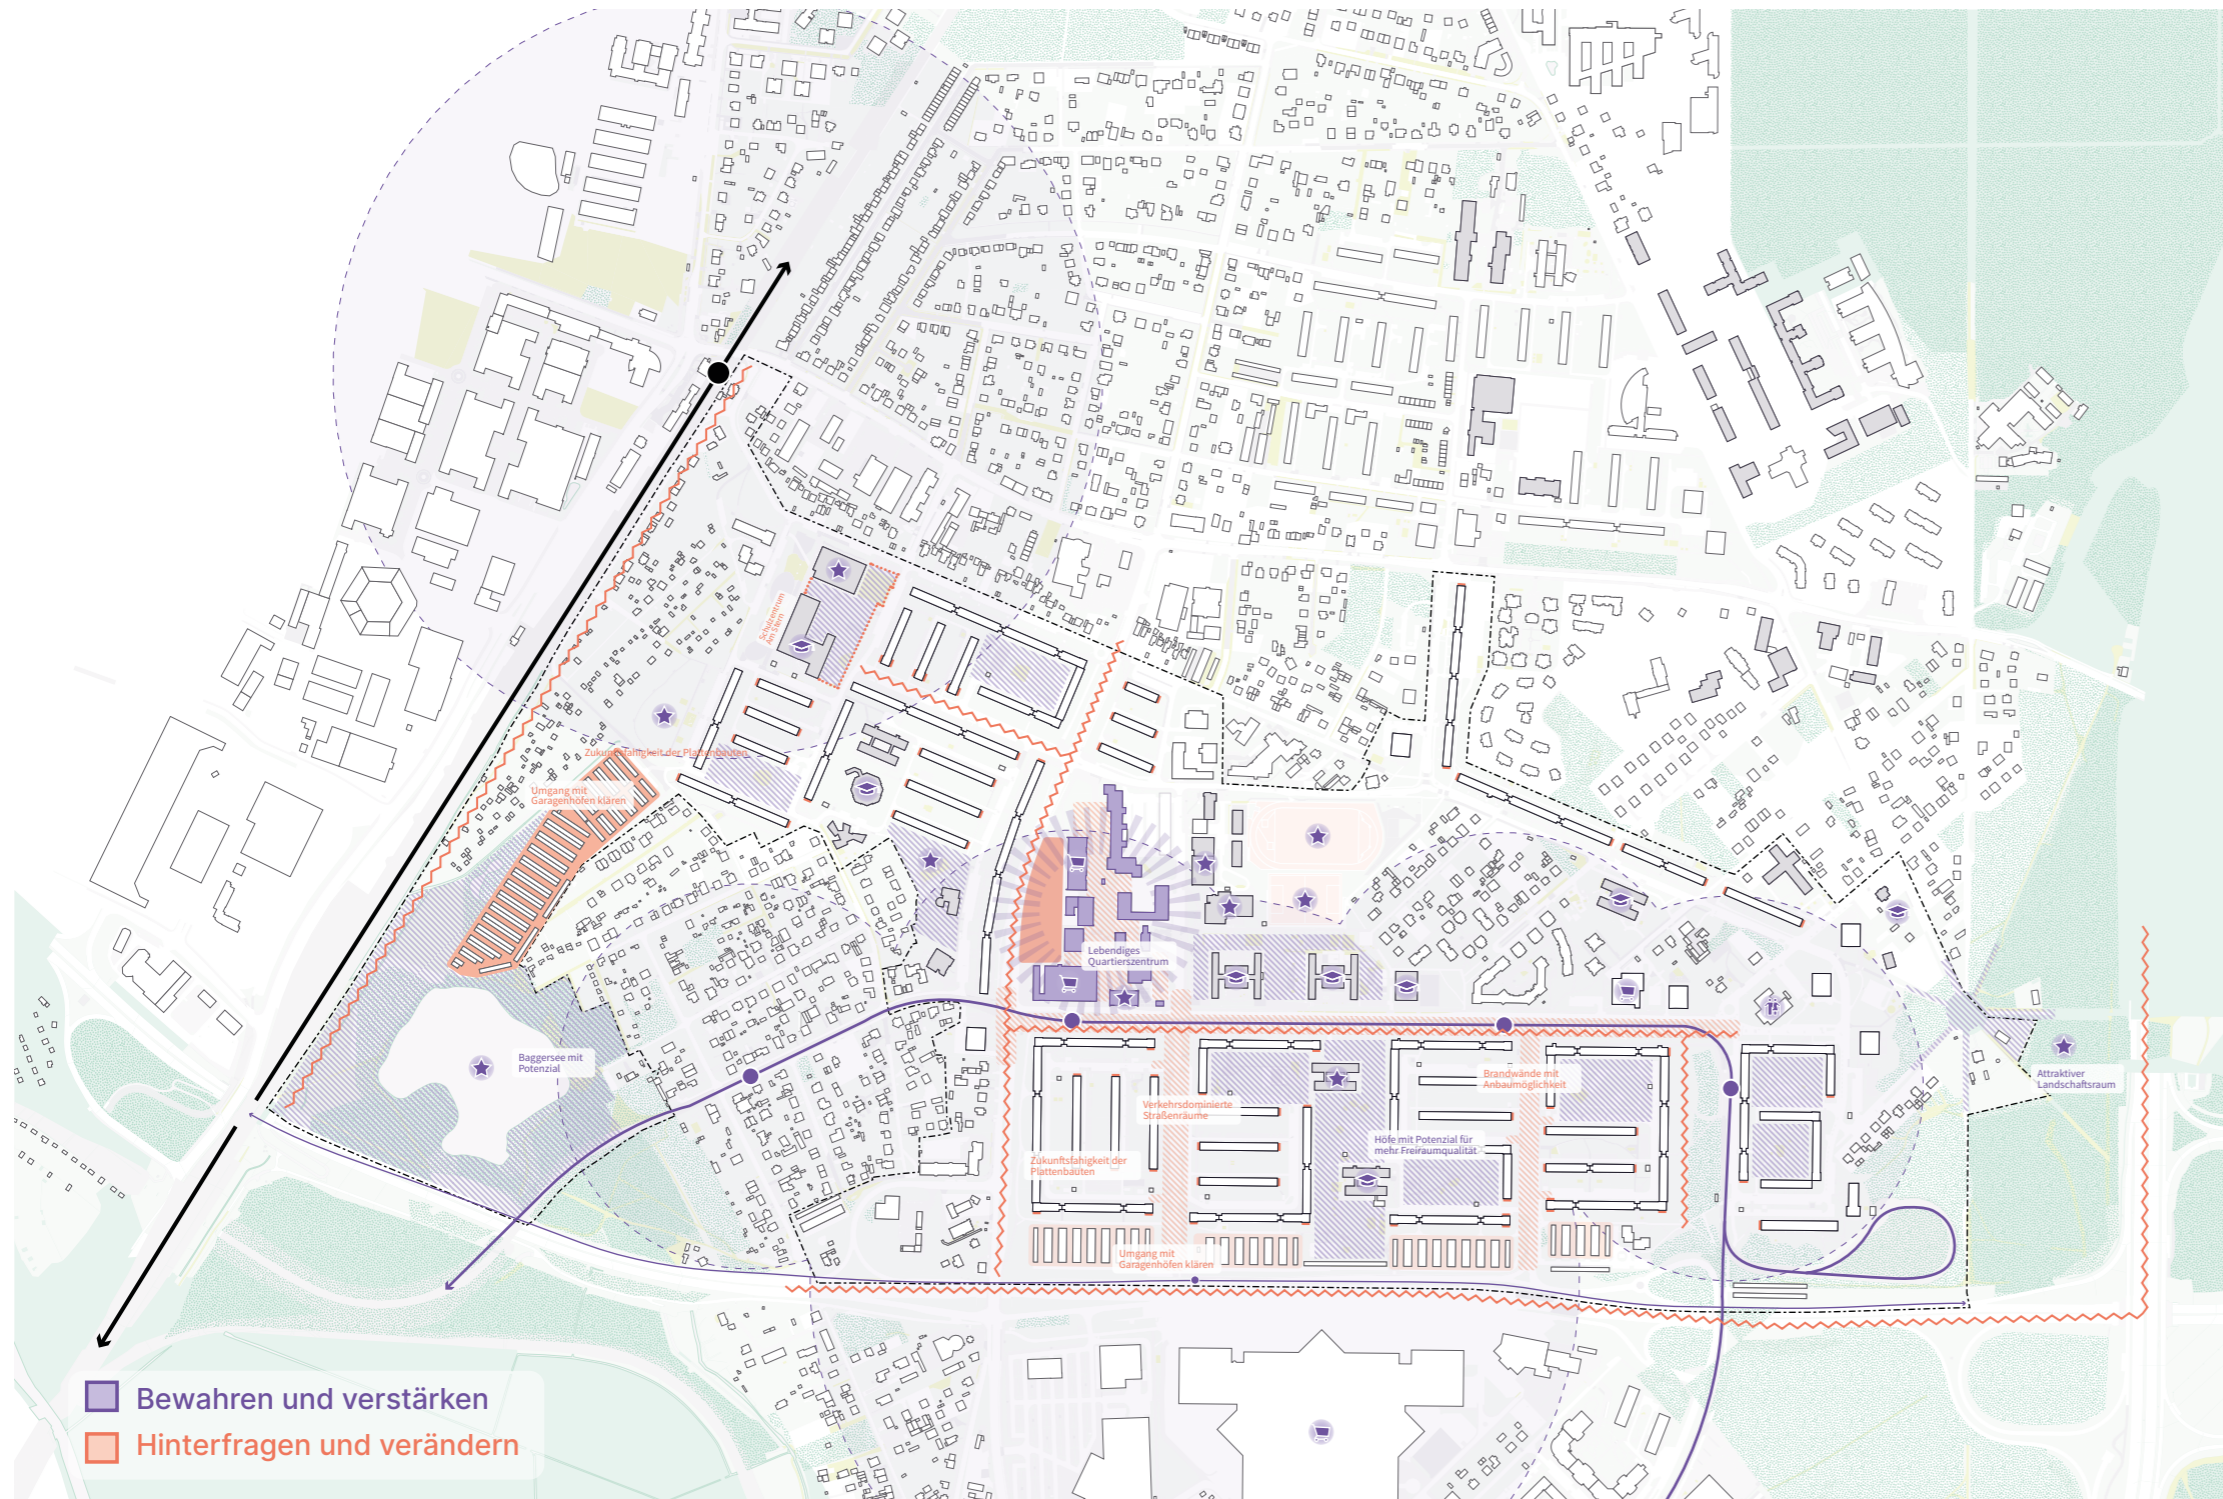 Schulzentrum
Am Stern
Zukunftsfähigkeit der Plattenbauten
Umgang mit
Garagenhöfen klären
Lebendiges
Quartierszentrum
Baggersee mit
Potenzial
Attraktiver
Landschaftsraum
Brandwände mit
Anbaumöglichkeit
Verkehrsdominierte
Straßenräume
Höfe mit Potenzial für
mehr Freiraumqualität
Zukunftsfähigkeit der
Plattenbauten
Umgang mit
Garagenhöfen klären
Bewahren und verstärken
Hinterfragen und verändern